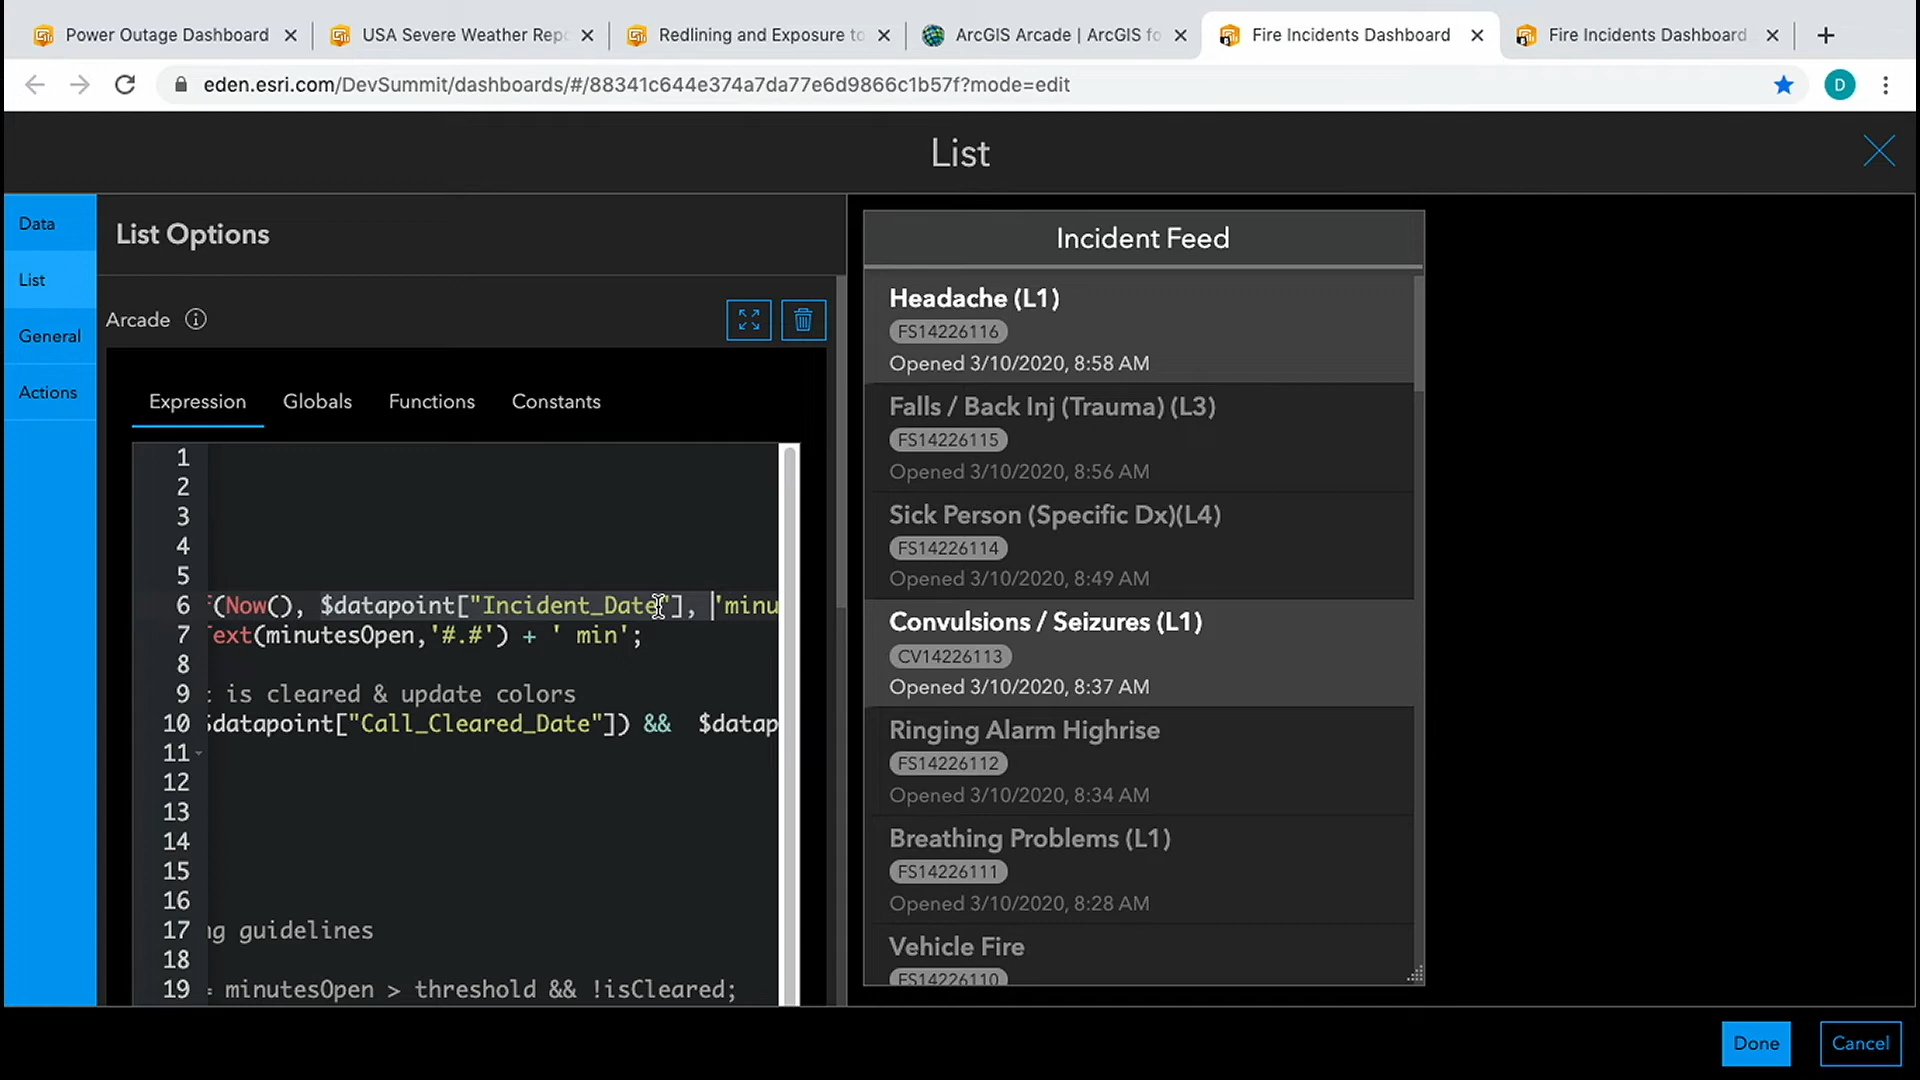 Power Outage Dashboard
USA Severe Weather Repo
Redlining and Exposure to
ArcGIS Arcade | ArcGIS fo
Fire Incidents Dashboard
Fire Incidents Dashboard
eden.esri.com/DevSummit/dashboards/#/88341c644e374a7da77e6d9866c1b57f?mode=edit
D
List
Data
List
General
Actions
List Options
Arcade
Expression
Globals
Functions
Constants
1
2
3
4
5
6 f(Now(), $datapoint["Incident_Date"], 'minu
7 Text(minutesOpen,'#.#') + ' min';
8
9 t is cleared & update colors
10 $datapoint["Call_Cleared_Date"]) && $datap
11
12
13
14
15
16
17 ng guidelines
18
19 = minutesOpen > threshold && !isCleared;
Incident Feed
Headache (L1)
FS14226116
Opened 3/10/2020, 8:58 AM
Falls / Back Inj (Trauma) (L3)
FS14226115
Opened 3/10/2020, 8:56 AM
Sick Person (Specific Dx)(L4)
FS14226114
Opened 3/10/2020, 8:49 AM
Convulsions / Seizures (L1)
CV14226113
Opened 3/10/2020, 8:37 AM
Ringing Alarm Highrise
FS14226112
Opened 3/10/2020, 8:34 AM
Breathing Problems (L1)
FS14226111
Opened 3/10/2020, 8:28 AM
Vehicle Fire
FS14226110
Done
Cancel